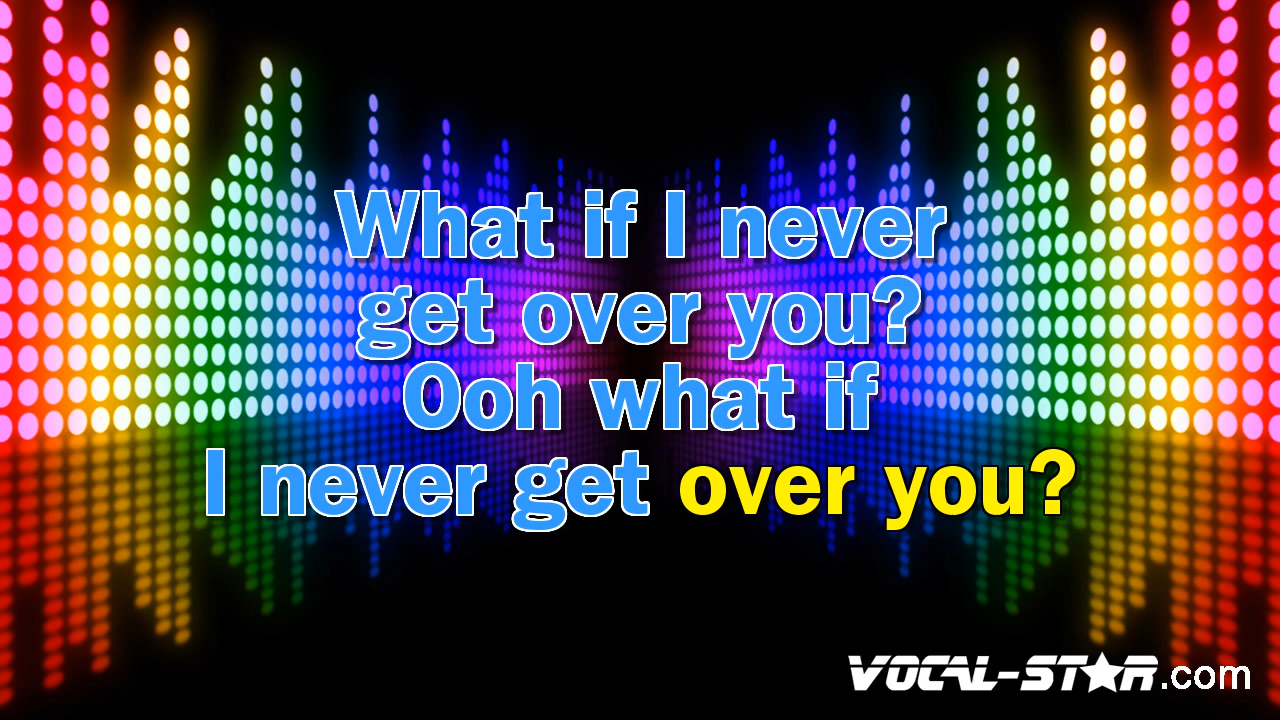 What if I never
get over you?
Ooh what if
I never get over you?
VOCAL-STAR.com